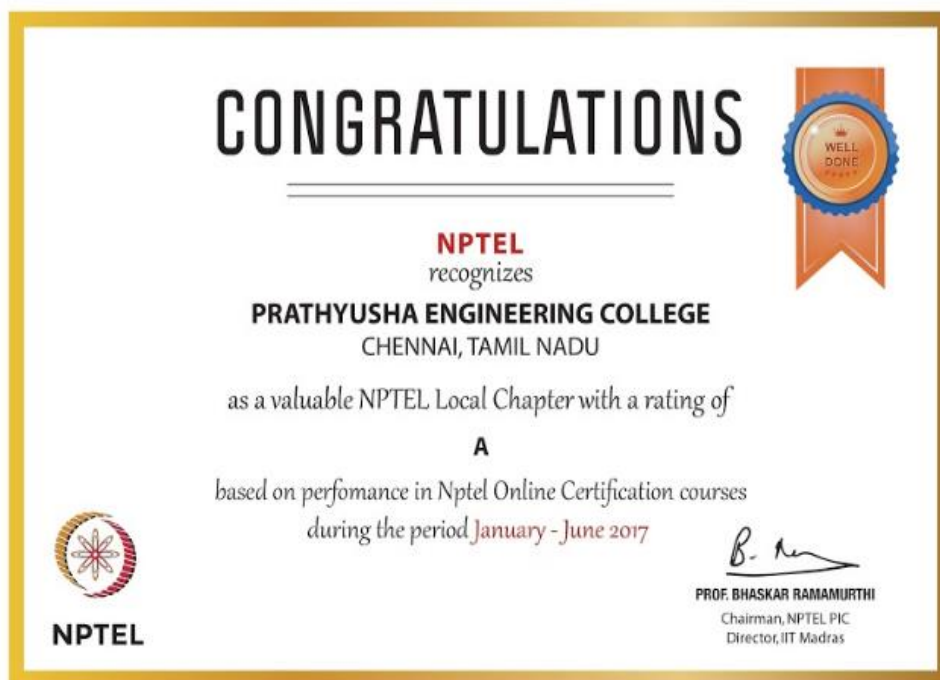 CONGRATULATIONS
WELL
DONE
NPTEL
recognizes
PRATHYUSHA ENGINEERING COLLEGE
CHENNAI, TAMIL NADU
as a valuable NPTEL Local Chapter with a rating of
A
based on perfomance in Nptel Online Certification courses
during the period January - June 2017
NPTEL
PROF. BHASKAR RAMAMURTHI
Chairman, NPTEL PIC
Director, IIT Madras